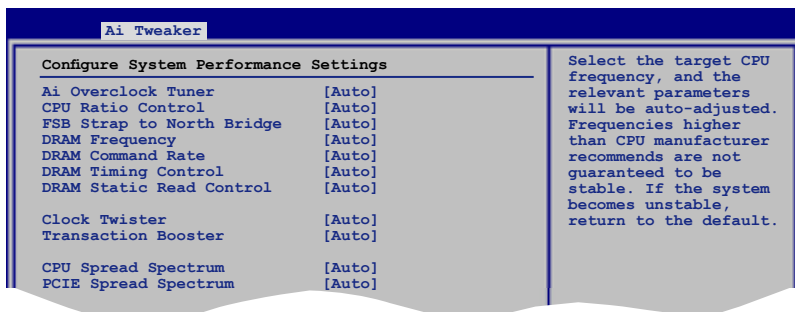 Ai Tweaker
Configure System Performance Settings
Ai Overclock Tuner [Auto]
CPU Ratio Control [Auto]
FSB Strap to North Bridge [Auto]
DRAM Frequency [Auto]
DRAM Command Rate [Auto]
DRAM Timing Control [Auto]
DRAM Static Read Control [Auto]
Clock Twister [Auto]
Transaction Booster [Auto]
CPU Spread Spectrum [Auto]
PCIE Spread Spectrum [Auto]
Select the target CPU
frequency, and the
relevant parameters
will be auto-adjusted.
Frequencies higher
than CPU manufacturer
recommends are not
guaranteed to be
stable. If the system
becomes unstable,
return to the default.